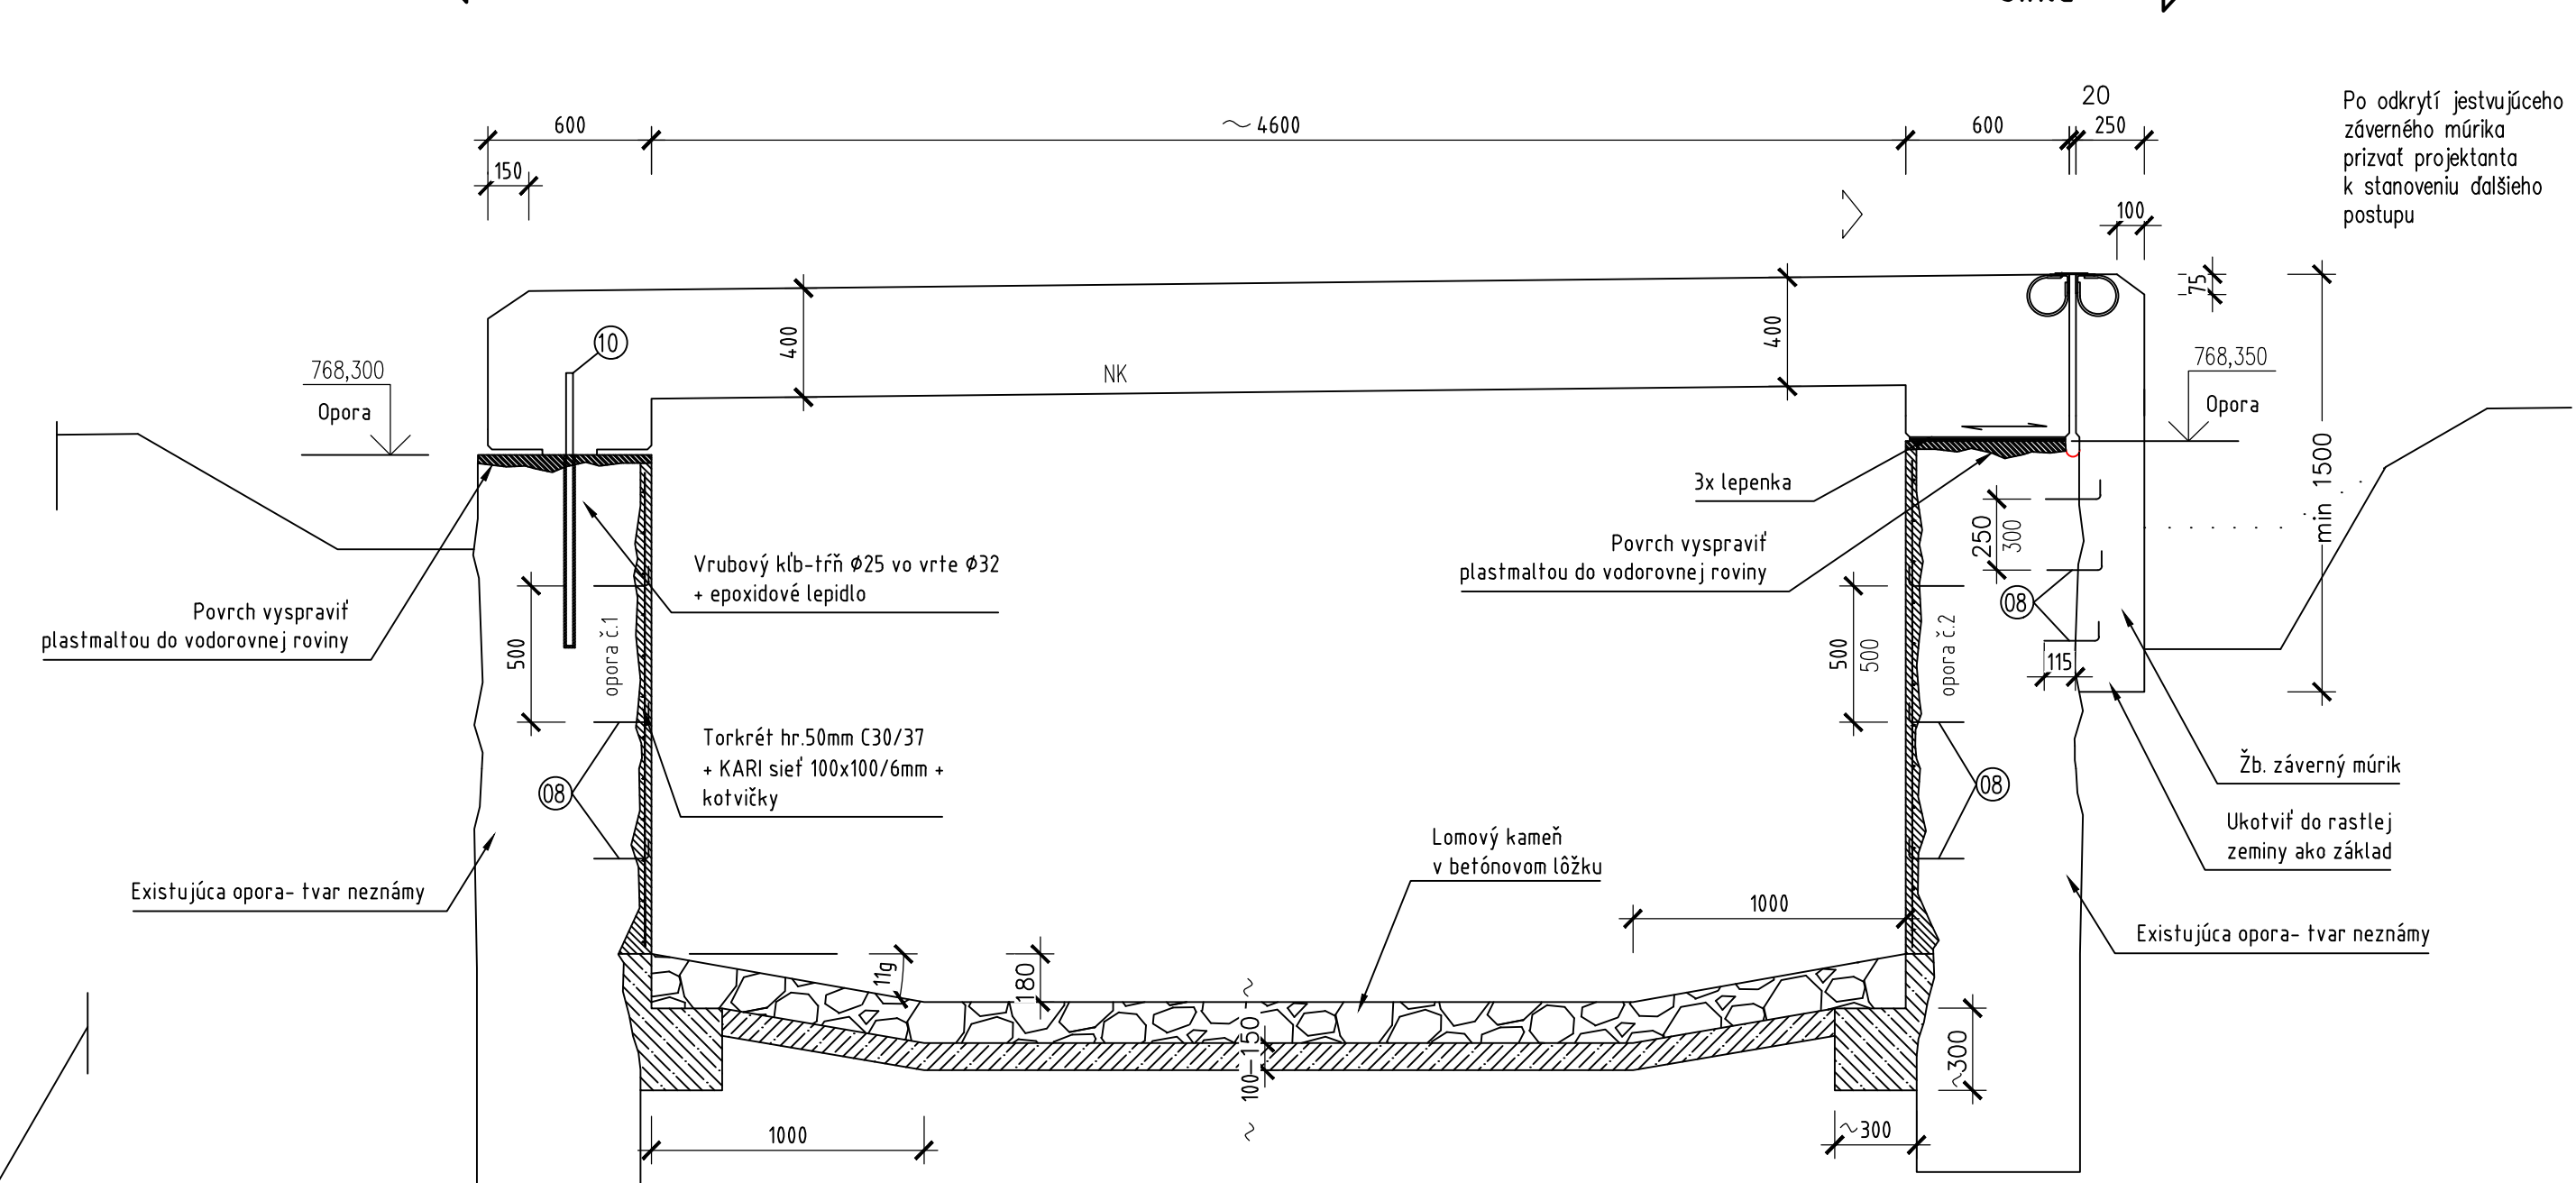 20
600
~ 4600
600
250
150
100
Po odkrytí jestvujúceho
záverného múrika
prizvať projektanta
k stanoveniu ďalšieho
postupu
75
10
400
400
NK
768,300
Opora
768,350
Opora
min 1500
3x lepenka
Povrch vyspraviť
plastmaltou do vodorovnej roviny
250
300
08
115
Vrubový kĺb-tŕň ϕ25 vo vrte ϕ32
+ epoxidové lepidlo
Povrch vyspraviť
plastmaltou do vodorovnej roviny
500
opora č.1
500
500
opora č.2
Torkrét hr.50mm C30/37
+ KARI sieť 100x100/6mm +
kotvičky
08
08
Žb. záverný múrik
Ukotviť do rastlej
zeminy ako základ
Lomový kameň
v betónovom lôžku
Existujúca opora- tvar neznámy
Existujúca opora- tvar neznámy
1000
11g
180
100-150
~
~
~300
~300
1000